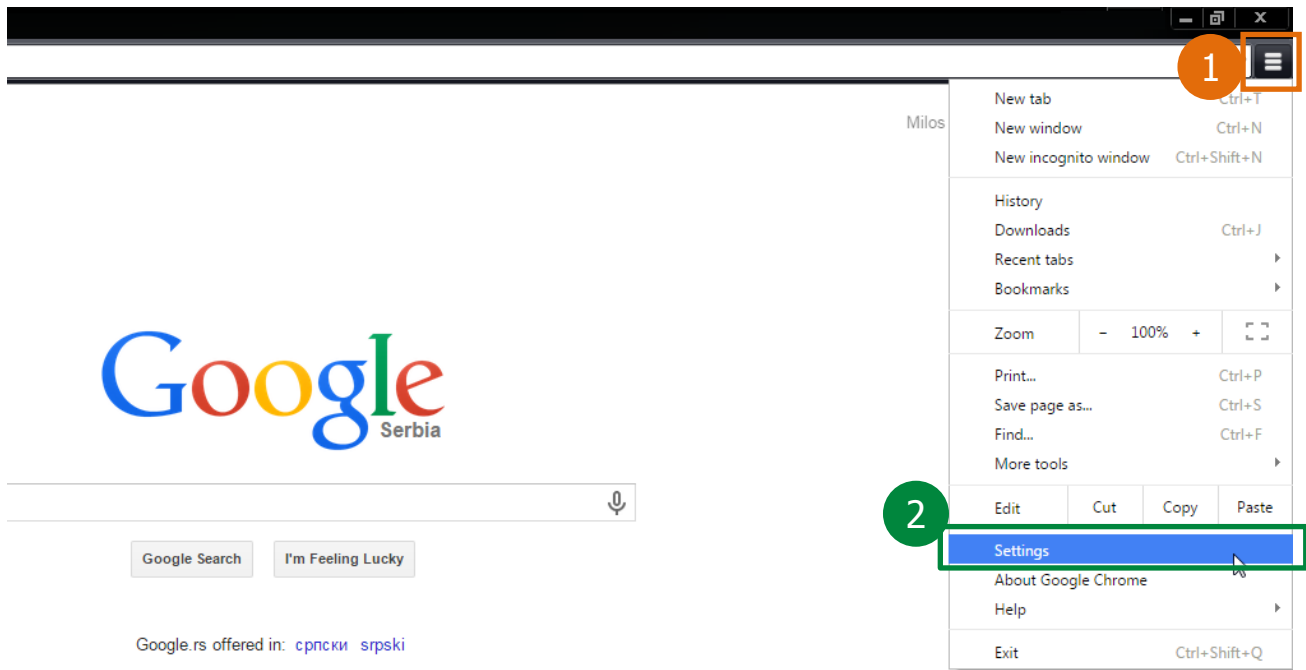 1
New tab Ctrl+T
Milos
New window Ctrl+N
New incognito window Ctrl+Shift+N
History
Downloads Ctrl+J
Recent tabs
Bookmarks
Zoom - 100% +
Print... Ctrl+P
Save page as... Ctrl+S
Find... Ctrl+F
More tools
Google
Serbia
2
Edit Cut Copy Paste
Settings
About Google Chrome
Help
Exit Ctrl+Shift+Q
Google Search I'm Feeling Lucky
Google.rs offered in: српски srpski